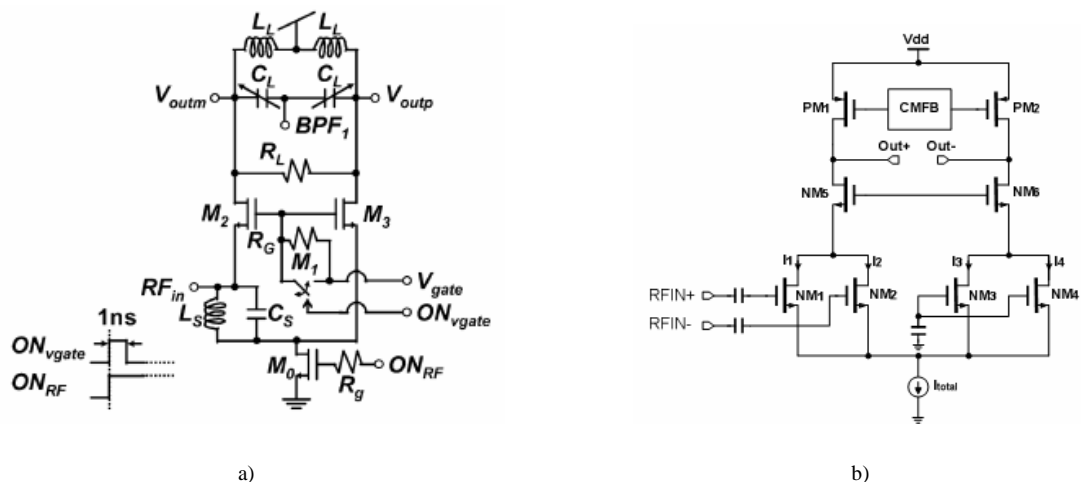 L_L L_L
C_L C_L
V_outm V_outp
BPF_1
R_L
M_2 M_3
R_G
M_1
RF_in V_gate
L_S C_S ON_vgate
1ns
ON_vgate
M_0 ON_RF
ON_RF R_g
a)
Vdd
PM1 CMFB PM2
Out+ Out-
NM5 NM6
I1 I2 I3 I4
RFIN+ NM1 NM2 NM3 NM4
RFIN-
Itotal
b)